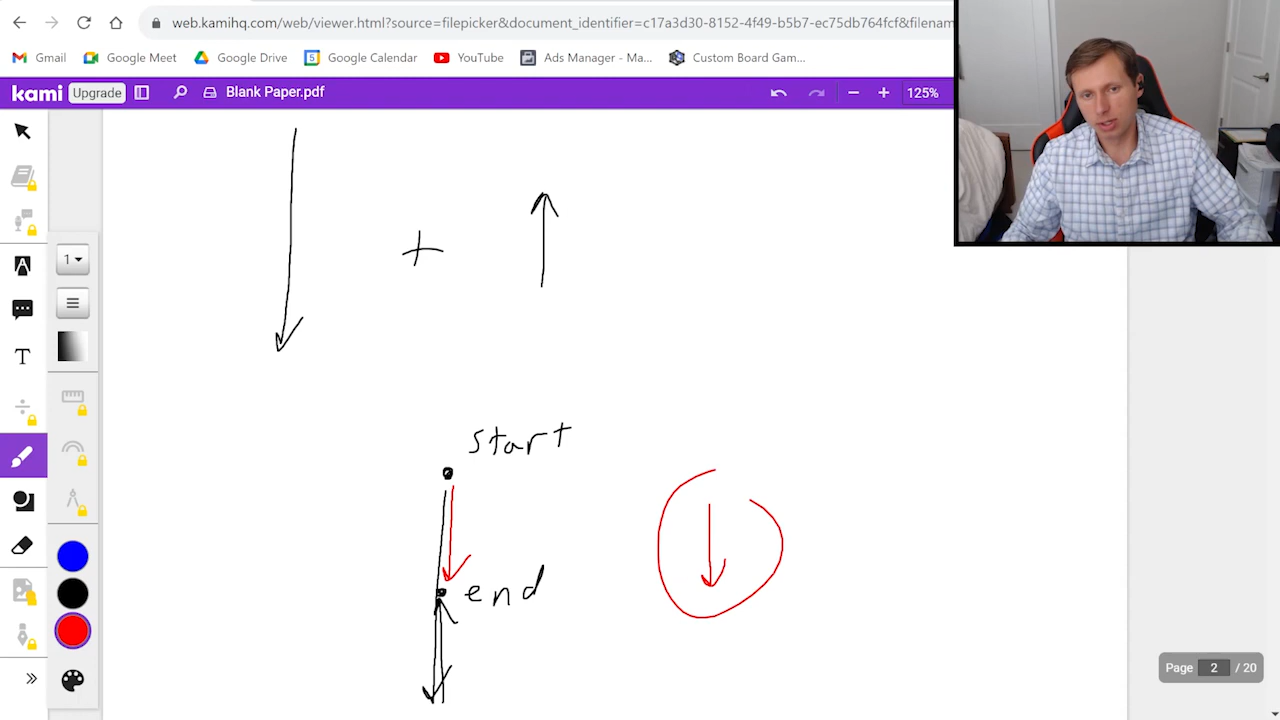 web.kamihq.com/web/viewer.html?source=filepicker&document_identifier=c17a3d30-8152-4f49-b5b7-ec75db764fcf&filenam
Gmail Google Meet Google Drive 5 Google Calendar YouTube Ads Manager - Ma... Custom Board Gam...
kami Upgrade Blank Paper.pdf 125%
+
A
1
T
start
end
Page 2 / 20